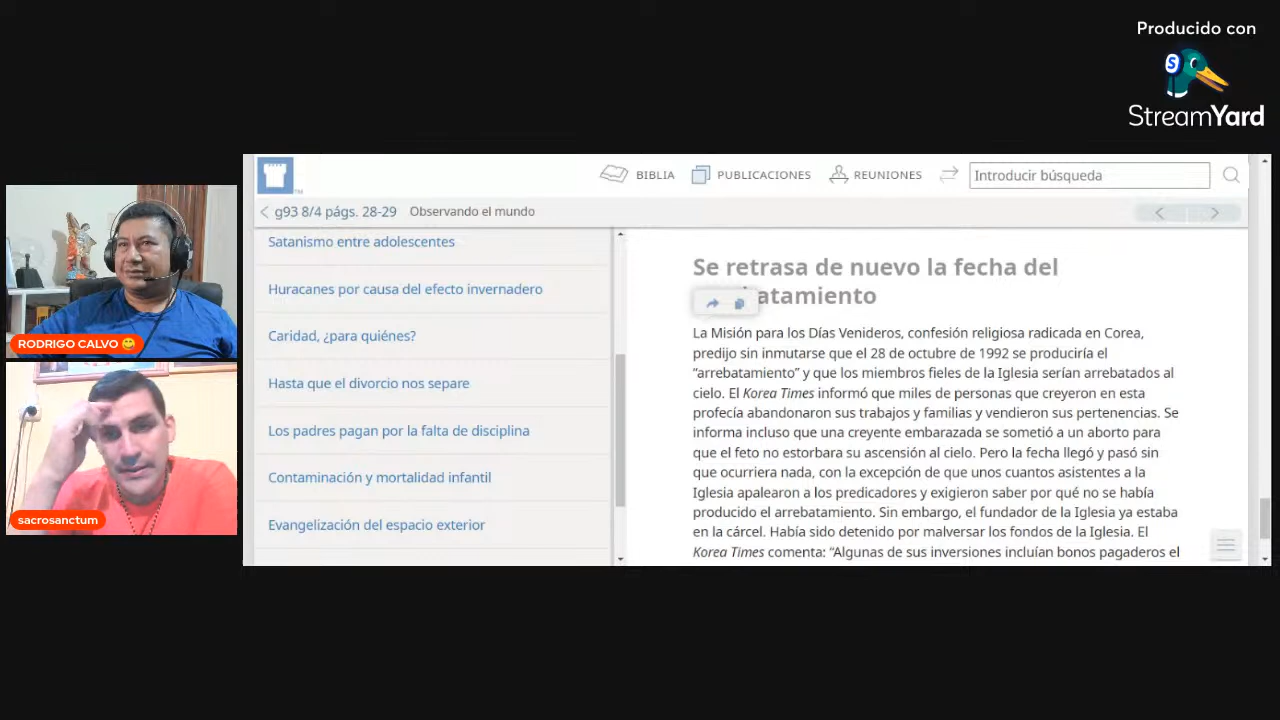 Producido con
StreamYard
BIBLIA
PUBLICACIONES
REUNIONES
Introducir búsqueda
g93 8/4 págs. 28-29 Observando el mundo
Satanismo entre adolescentes
Huracanes por causa del efecto invernadero
Caridad, ¿para quiénes?
Hasta que el divorcio nos separe
Los padres pagan por la falta de disciplina
Contaminación y mortalidad infantil
Evangelización del espacio exterior
Se retrasa de nuevo la fecha del
atamiento
La Misión para los Días Venideros, confesión religiosa radicada en Corea,
predijo sin inmutarse que el 28 de octubre de 1992 se produciría el
“arrebatamiento” y que los miembros fieles de la Iglesia serían arrebatados al
cielo. El Korea Times informó que miles de personas que creyeron en esta
profecía abandonaron sus trabajos y familias y vendieron sus pertenencias. Se
informa incluso que una creyente embarazada se sometió a un aborto para
que el feto no estorbara su ascensión al cielo. Pero la fecha llegó y pasó sin
que ocurriera nada, con la excepción de que unos cuantos asistentes a la
Iglesia apalearon a los predicadores y exigieron saber por qué no se había
producido el arrebatamiento. Sin embargo, el fundador de la Iglesia ya estaba
en la cárcel. Había sido detenido por malversar los fondos de la Iglesia. El
Korea Times comenta: “Algunas de sus inversiones incluían bonos pagaderos el
RODRIGO CALVO 😊
sacrosanctum